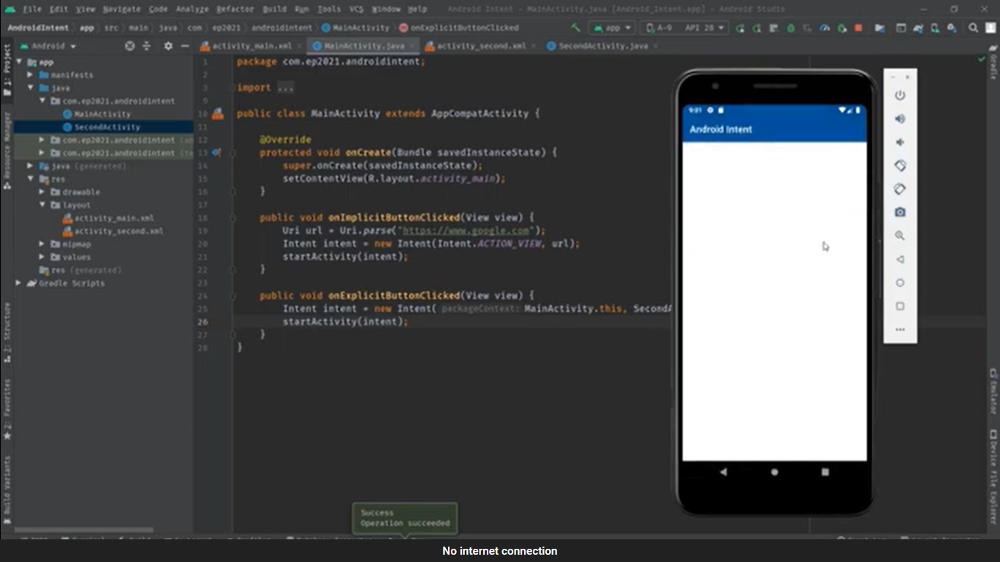 File Edit View Navigate Code Analyze Refactor Build Run Tools VCS Window Help Android Intent - MainActivity.java [Android_Intent.app] - Android Studio
AndroidIntent app src main java com ep2021 androidintent MainActivity onExplicitButtonClicked app A-9 API 28
Android
activity_main.xml MainActivity.java activity_second.xml SecondActivity.java
1: Project
Resource Manager
Z: Structure
2: Favorites
Build Variants
app
manifests
java
com.ep2021.androidintent
MainActivity
SecondActivity
com.ep2021.androidintent
com.ep2021.androidintent
java (generated)
res
drawable
layout
activity_main.xml
activity_second.xml
mipmap
values
res (generated)
Gradle Scripts
1 package com.ep2021.androidintent;
2
3 import ...
9
10 public class MainActivity extends AppCompatActivity {
11
12 @Override
13 protected void onCreate(Bundle savedInstanceState) {
14 super.onCreate(savedInstanceState);
15 setContentView(R.layout.activity_main);
16 }
17
18 public void onImplicitButtonClicked(View view) {
19 Uri url = Uri.parse("https://www.google.com");
20 Intent intent = new Intent(Intent.ACTION_VIEW, url);
21 startActivity(intent);
22 }
23
24 public void onExplicitButtonClicked(View view) {
25 Intent intent = new Intent( packageContext: MainActivity.this, SecondA
26 startActivity(intent);
27 }
28 }
9:01
Android Intent
Gradle
Emulator
Device File Explorer
Success
Operation succeeded
No internet connection